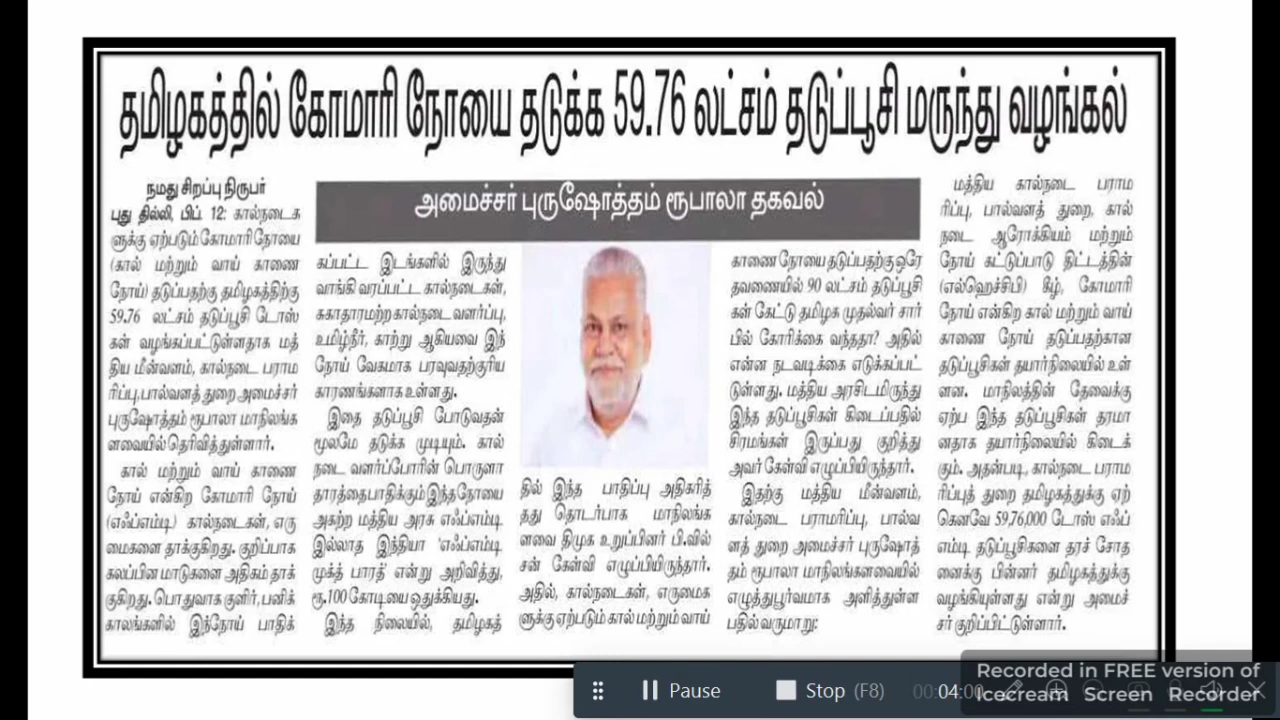 தமிழகத்தில் கோமாரி நோயை தடுக்க 59.76 லட்சம் தடுப்பூசி மருந்து வழங்கல்
அமைச்சர் புருஷோத்தம் ரூபாலா தகவல்
நமது சிறப்பு நிருபர்
புது தில்லி, பிப். 12: கால்நடைக
ளுக்கு ஏற்படும் கோமாரி நோயை
(கால் மற்றும் வாய் காணை
நோய்) தடுப்பதற்கு தமிழகத்திற்கு
59.76 லட்சம் தடுப்பூசி டோஸ்
கள் வழங்கப்பட்டுள்ளதாக மத்
திய மீன்வளம், கால்நடை பராம
ரிப்பு,பால்வளத் துறை அமைச்சர்
புருஷோத்தம் ரூபாலா மாநிலங்க
ளவையில் தெரிவித்துள்ளார்.
கால் மற்றும் வாய் காணை
நோய் என்கிற கோமாரி நோய்
(எஃப்எம்டி) கால்நடைகள், எரு
மைகளை தாக்குகிறது. குறிப்பாக
கலப்பின மாடுகளை அதிகம் தாக்
குகிறது. பொதுவாக குளிர், பனிக்
காலங்களில் இந்நோய் பாதிக்
கப்பட்ட இடங்களில் இருந்து
வாங்கி வரப்பட்ட கால்நடைகள்,
சுகாதாரமற்ற கால்நடை வளர்ப்பு,
உமிழ்நீர், காற்று ஆகியவை இந்
நோய் வேகமாக பரவுவதற்குரிய
காரணங்களாக உள்ளது.
இதை தடுப்பூசி போடுவதன்
மூலமே தடுக்க முடியும். கால்
நடை வளர்ப்போரின் பொருளா
தாரத்தை பாதிக்கும் இந்த நோயை
அகற்ற மத்திய அரசு எஃப்எம்டி
இல்லாத இந்தியா 'எஃப்எம்டி
முக்த் பாரத்' என்று அறிவித்து,
ரூ.100 கோடியை ஒதுக்கியது.
இந்த நிலையில், தமிழகத்
தில் இந்த பாதிப்பு அதிகரித்
தது தொடர்பாக மாநிலங்க
ளவை திமுக உறுப்பினர் பி.வில்
சன் கேள்வி எழுப்பியிருந்தார்.
அதில், கால்நடைகள், எருமைக
ளுக்கு ஏற்படும் கால் மற்றும் வாய்
காணை நோயை தடுப்பதற்கு ஒரே
தவணையில் 90 லட்சம் தடுப்பூசி
கள் கேட்டு தமிழக முதல்வர் சார்
பில் கோரிக்கை வந்ததா? அதில்
என்ன நடவடிக்கை எடுக்கப்பட்
டுள்ளது. மத்திய அரசிடமிருந்து
இந்த தடுப்பூசிகள் கிடைப்பதில்
சிரமங்கள் இருப்பது குறித்து
அவர் கேள்வி எழுப்பியிருந்தார்.
இதற்கு மத்திய மீன்வளம்,
கால்நடை பராமரிப்பு, பால்வ
ளத் துறை அமைச்சர் புருஷோத்
தம் ரூபாலா மாநிலங்களவையில்
எழுத்துபூர்வமாக அளித்துள்ள
பதில் வருமாறு:
மத்திய கால்நடை பராம
ரிப்பு, பால்வளத் துறை, கால்
நடை ஆரோக்கியம் மற்றும்
நோய் கட்டுப்பாடு திட்டத்தின்
(எல்ஹெச்சிபி) கீழ், கோமாரி
நோய் என்கிற கால் மற்றும் வாய்
காணை நோய் தடுப்பதற்கான
தடுப்பூசிகள் தயார்நிலையில் உள்
ளன. மாநிலத்தின் தேவைக்கு
ஏற்ப இந்த தடுப்பூசிகள் தரமா
னதாக தயார்நிலையில் கிடைக்
கும். அதன்படி, கால்நடை பராம
ரிப்புத் துறை தமிழகத்துக்கு ஏற்
கெனவே 59,76,000 டோஸ் எஃப்
எம்டி தடுப்பூசிகளை தரச் சோத
னைக்கு பின்னர் தமிழகத்துக்கு
வழங்கியுள்ளது என்று அமைச்
சர் குறிப்பிட்டுள்ளார்.
Pause
Stop (F8)
00:04:00
Recorded in FREE version of
Icecream Screen Recorder